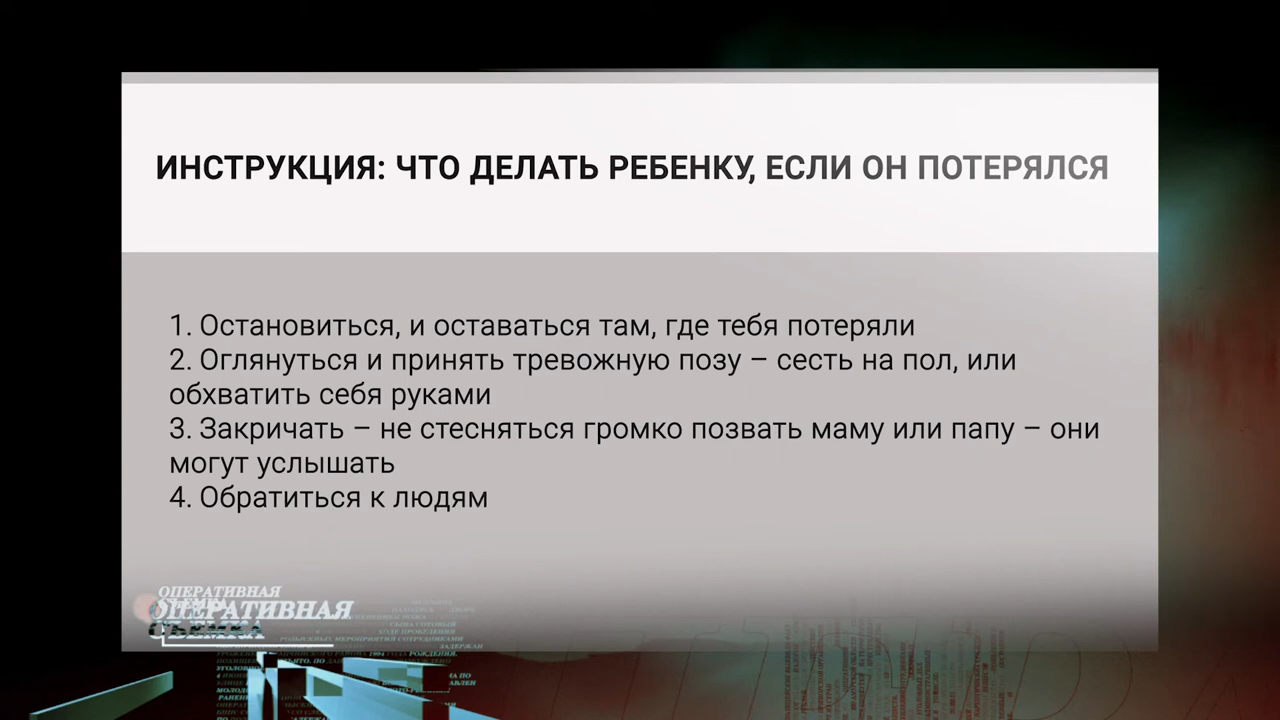 ИНСТРУКЦИЯ: ЧТО ДЕЛАТЬ РЕБЕНКУ, ЕСЛИ ОН ПОТЕРЯЛСЯ
1. Остановиться, и оставаться там, где тебя потеряли
2. Оглянуться и принять тревожную позу – сесть на пол, или
обхватить себя руками
3. Закричать – не стесняться громко позвать маму или папу – они
могут услышать
4. Обратиться к людям
ОПЕРАТИВНАЯ
СЪЕМКА
ОПЕРАТИВНАЯ
СЪЕМКА